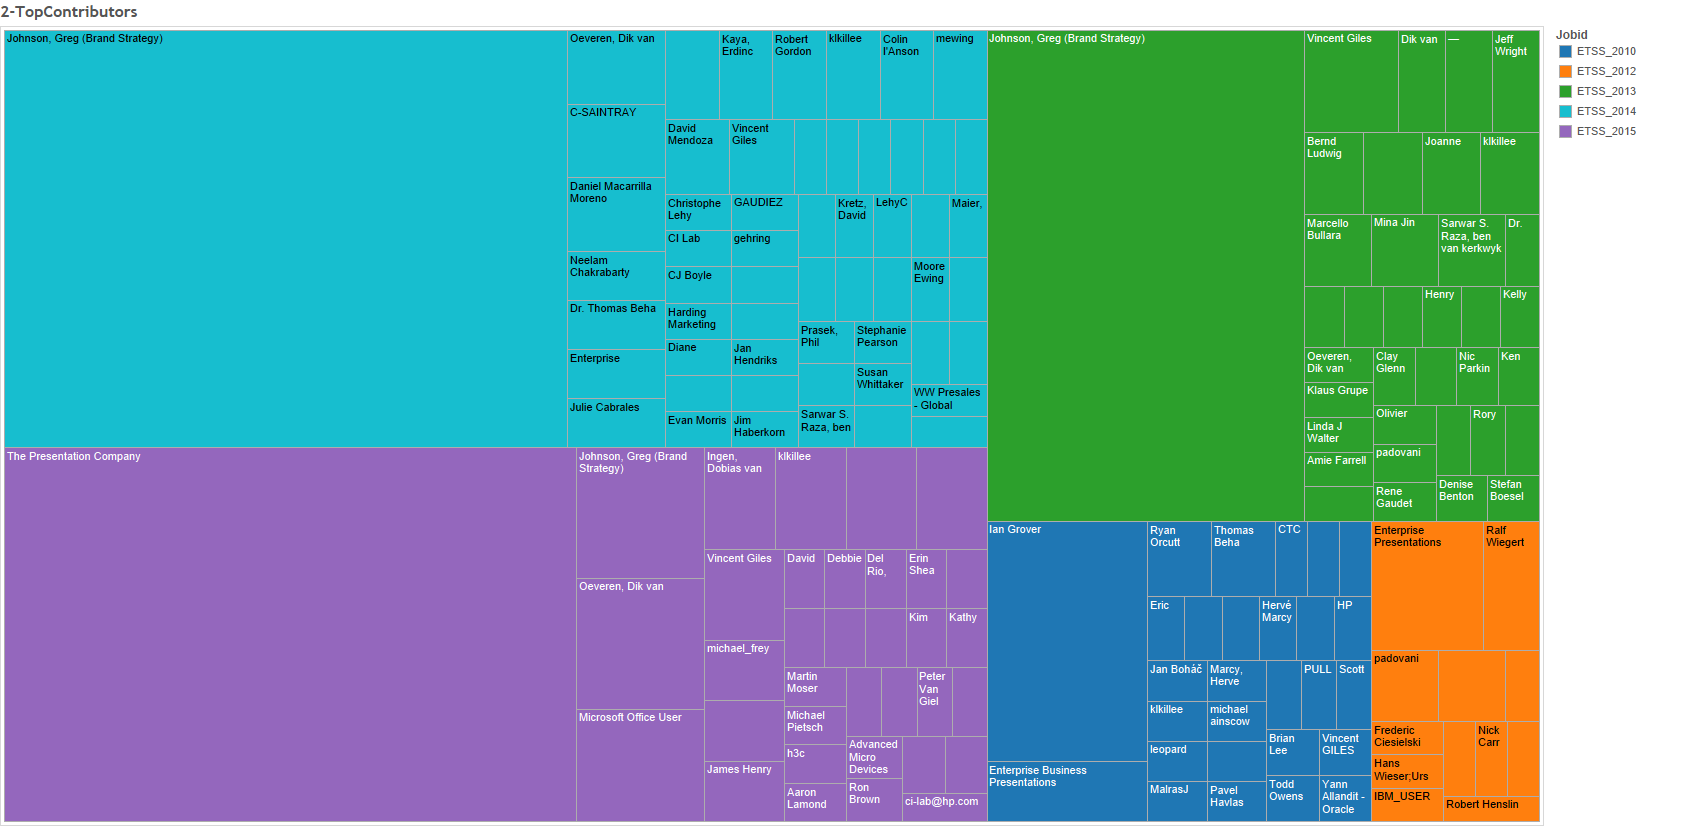 2-TopContributors
Johnson, Greg (Brand Strategy)
Oeveren, Dik van
C-SAINTRAY
Daniel Macarrilla
Moreno
Neelam
Chakrabarty
Dr. Thomas Beha
Enterprise
Julie Cabrales
Kaya,
Erdinc
Robert
Gordon
klkillee
Colin
I'Anson
mewing
David
Mendoza
Vincent
Giles
Christophe
Lehy
GAUDIEZ
CI Lab
gehring
CJ Boyle
Harding
Marketing
Diane
Jan
Hendriks
Evan Morris
Jim
Haberkorn
Kretz,
David
LehyC
Maier,
Moore
Ewing
Prasek,
Phil
Stephanie
Pearson
Susan
Whittaker
Sarwar S.
Raza, ben
WW Presales
- Global
Johnson, Greg (Brand Strategy)
Vincent Giles
Dik van
—
Jeff
Wright
Bernd
Ludwig
Joanne
klkillee
Marcello
Bullara
Mina Jin
Sarwar S.
Raza, ben
van kerkwyk
Dr.
Henry
Kelly
Oeveren,
Dik van
Klaus Grupe
Linda J
Walter
Amie Farrell
Clay
Glenn
Nic
Parkin
Ken
Olivier
Rory
padovani
Rene
Gaudet
Denise
Benton
Stefan
Boesel
The Presentation Company
Johnson, Greg (Brand
Strategy)
Oeveren, Dik van
Microsoft Office User
Ingen,
Dobias van
klkillee
Vincent Giles
michael_frey
James Henry
David
Debbie
Del
Rio,
Erin
Shea
Kim
Kathy
Martin
Moser
Michael
Pietsch
h3c
Aaron
Lamond
Peter
Van
Giel
Advanced
Micro
Devices
Ron
Brown
ci-lab@hp.com
Ian Grover
Enterprise Business
Presentations
Ryan
Orcutt
Thomas
Beha
CTC
Eric
Hervé
Marcy
HP
Jan Boháč
Marcy,
Herve
klkillee
michael
ainscow
leopard
MalrasJ
Pavel
Havlas
PULL
Scott
Brian
Lee
Vincent
GILES
Todd
Owens
Yann
Allandit -
Oracle
Enterprise
Presentations
Ralf
Wiegert
padovani
Frederic
Ciesielski
Hans
Wieser;Urs
IBM_USER
Nick
Carr
Robert Henslin
Jobid
ETSS_2010
ETSS_2012
ETSS_2013
ETSS_2014
ETSS_2015